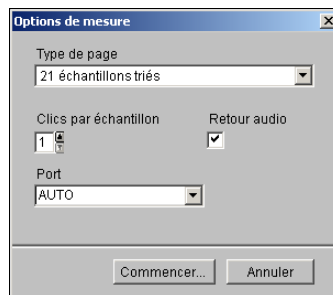 Options de mesure
Type de page
21 échantillons triés
Clics par échantillon
Retour audio
1
Port
AUTO
Commencer...
Annuler